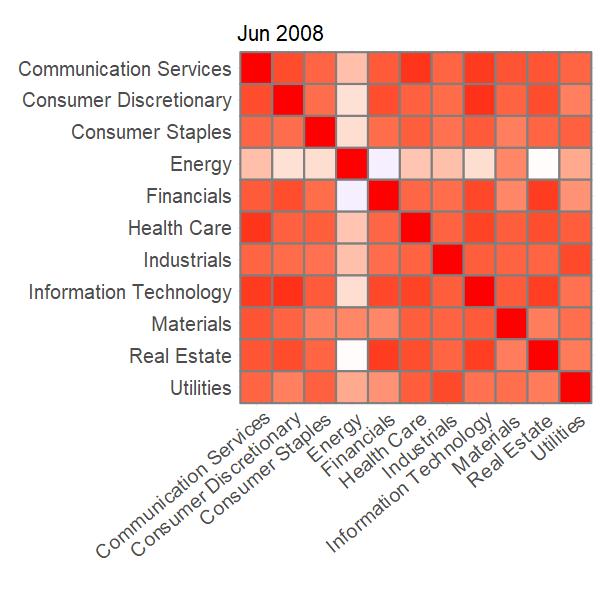 Jun 2008
Communication Services
Consumer Discretionary
Consumer Staples
Energy
Financials
Health Care
Industrials
Information Technology
Materials
Real Estate
Utilities
Communication Services
Consumer Discretionary
Consumer Staples
Energy
Financials
Health Care
Industrials
Information Technology
Materials
Real Estate
Utilities